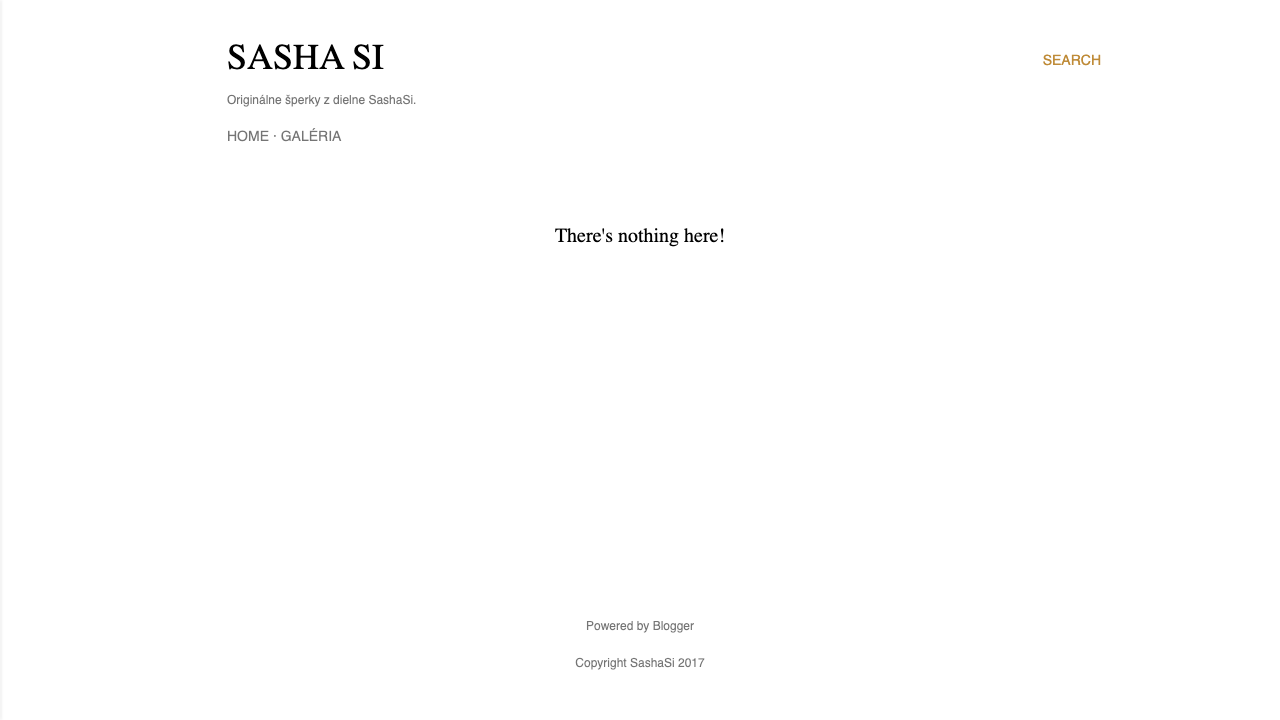 SASHA SI
SEARCH
Originálne šperky z dielne SashaSi.
HOME · GALÉRIA
There's nothing here!
Powered by Blogger
Copyright SashaSi 2017